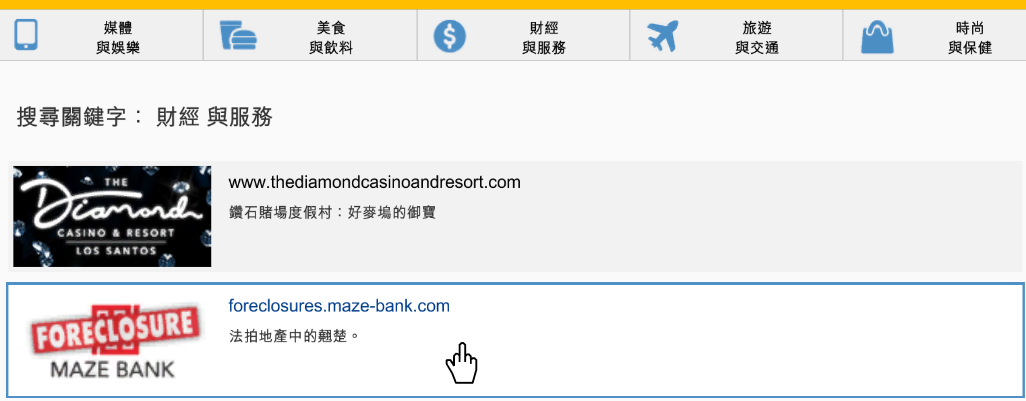 媒體
與娛樂
美食
與飲料
財經
與服務
旅遊
與交通
時尚
與保健
搜尋關鍵字： 財經 與服務
THE
Diamond
CASINO & RESORT
LOS SANTOS
www.thediamondcasinoandresort.com
鑽石賭場度假村：好麥塢的御寶
FORECLOSURE
MAZE BANK
foreclosures.maze-bank.com
法拍地產中的翹楚。